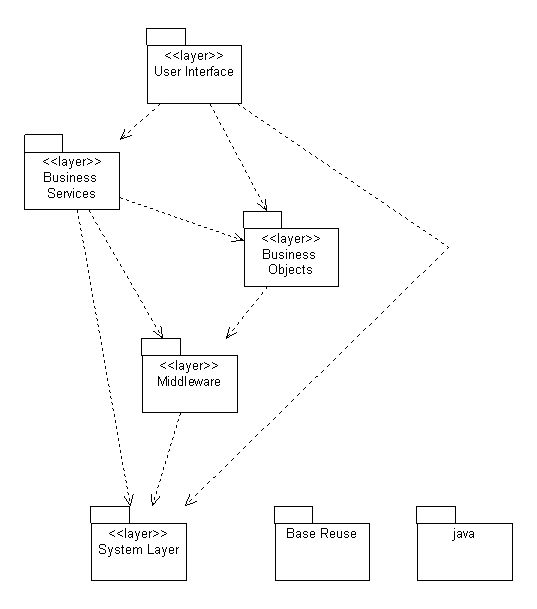 <<layer>>
User Interface
<<layer>>
Business
Services
<<layer>>
Business
Objects
<<layer>>
Middleware
<<layer>>
System Layer
Base Reuse
java